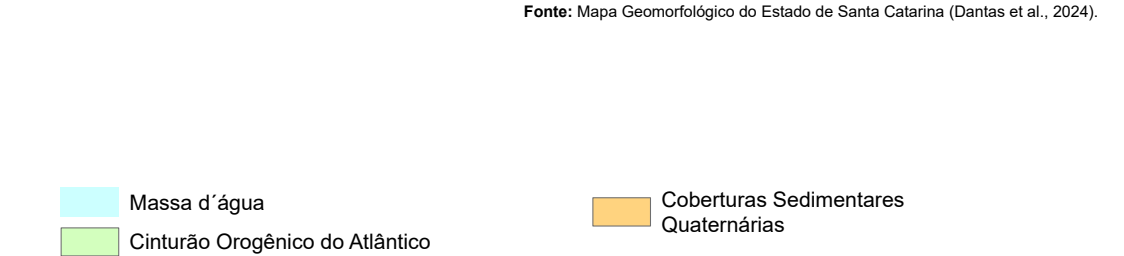 Fonte: Mapa Geomorfológico do Estado de Santa Catarina (Dantas et al., 2024).
Massa d´água
Cinturão Orogênico do Atlântico
Coberturas Sedimentares
Quaternárias